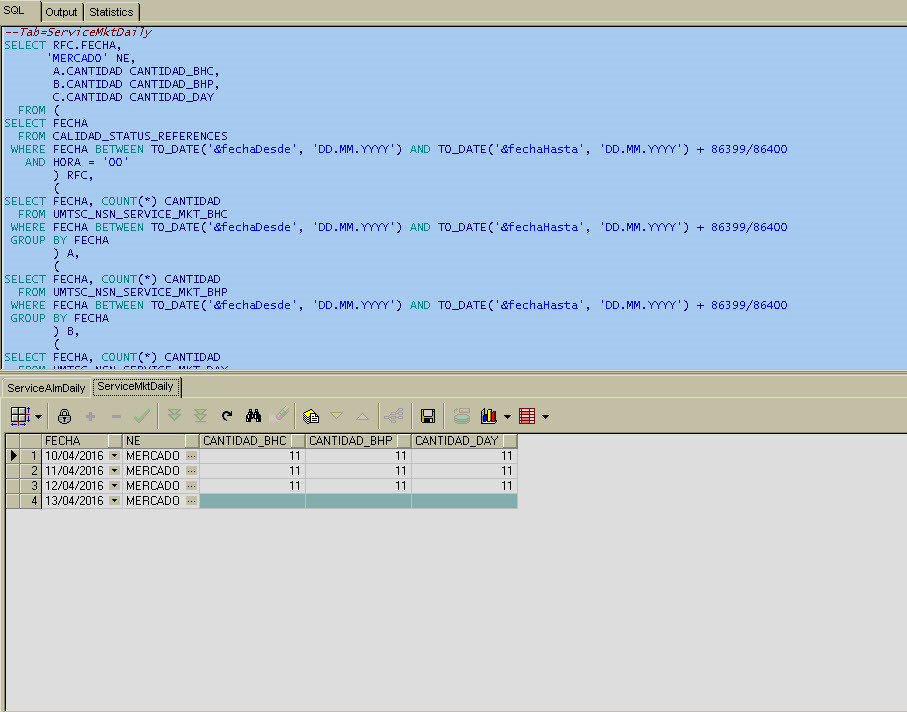 SQL Output Statistics
--Tab=ServiceMktDaily
SELECT RFC.FECHA,
'MERCADO' NE,
A.CANTIDAD CANTIDAD_BHC,
B.CANTIDAD CANTIDAD_BHP,
C.CANTIDAD CANTIDAD_DAY
FROM (
SELECT FECHA
FROM CALIDAD_STATUS_REFERENCES
WHERE FECHA BETWEEN TO_DATE('&fechaDesde', 'DD.MM.YYYY') AND TO_DATE('&fechaHasta', 'DD.MM.YYYY') + 86399/86400
AND HORA = '00'
) RFC,
(
SELECT FECHA, COUNT(*) CANTIDAD
FROM UMTSC_NSN_SERVICE_MKT_BHC
WHERE FECHA BETWEEN TO_DATE('&fechaDesde', 'DD.MM.YYYY') AND TO_DATE('&fechaHasta', 'DD.MM.YYYY') + 86399/86400
GROUP BY FECHA
) A,
(
SELECT FECHA, COUNT(*) CANTIDAD
FROM UMTSC_NSN_SERVICE_MKT_BHP
WHERE FECHA BETWEEN TO_DATE('&fechaDesde', 'DD.MM.YYYY') AND TO_DATE('&fechaHasta', 'DD.MM.YYYY') + 86399/86400
GROUP BY FECHA
) B,
(
SELECT FECHA, COUNT(*) CANTIDAD
FROM UMTSC_NSN_SERVICE_MKT_DAY
ServiceAlmDaily ServiceMktDaily
FECHA NE CANTIDAD_BHC CANTIDAD_BHP CANTIDAD_DAY
1 10/04/2016 MERCADO ... 11 11 11
2 11/04/2016 MERCADO ... 11 11 11
3 12/04/2016 MERCADO ... 11 11 11
4 13/04/2016 MERCADO ...